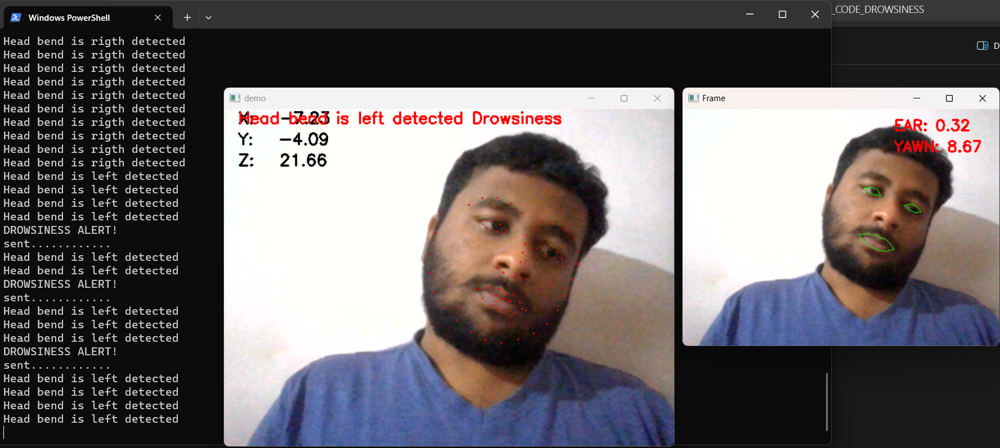 Windows PowerShell
_CODE_DROWSINESS
D
Head bend is rigth detected
Head bend is rigth detected
Head bend is rigth detected
Head bend is rigth detected
Head bend is rigth detected
Head bend is rigth detected
Head bend is rigth detected
Head bend is rigth detected
Head bend is rigth detected
Head bend is rigth detected
Head bend is left detected
Head bend is left detected
Head bend is left detected
Head bend is left detected
DROWSINESS ALERT!
sent............
Head bend is left detected
Head bend is left detected
DROWSINESS ALERT!
sent............
Head bend is left detected
Head bend is left detected
Head bend is left detected
DROWSINESS ALERT!
sent............
Head bend is left detected
Head bend is left detected
Head bend is left detected
Head bend is left detected
demo
Head bend is left detected Drowsiness
X: -7.23
Y: -4.09
Z: 21.66
Frame
EAR: 0.32
YAWN: 8.67